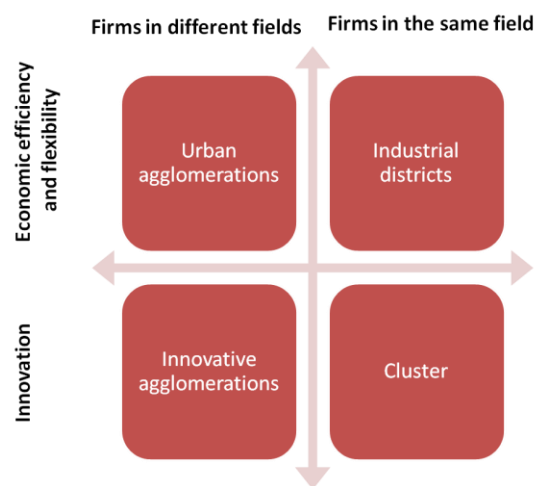 Firms in different fields
Firms in the same field
Economic efficiency
and flexibility
Urban
agglomerations
Industrial
districts
Innovation
Innovative
agglomerations
Cluster